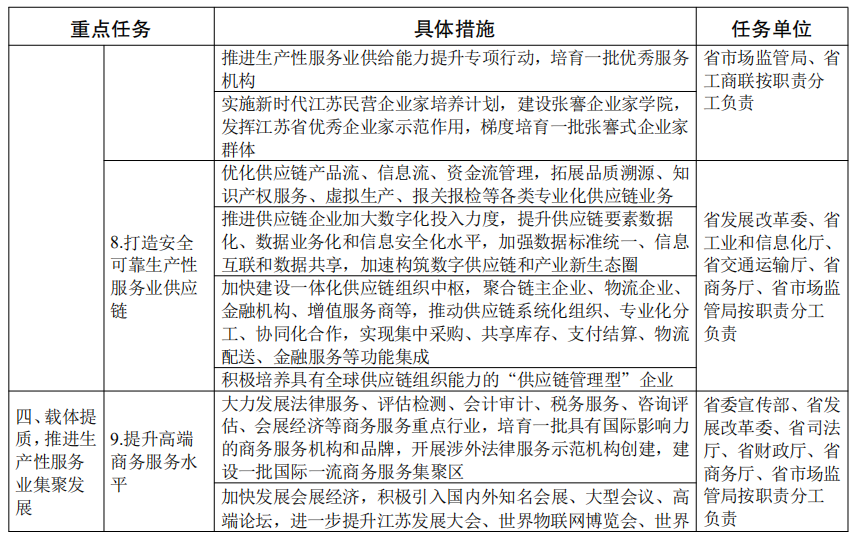 重点任务 具体措施 任务单位
推进生产性服务业供给能力提升专项行动，培育一批优秀服务
机构
实施新时代江苏民营企业家培养计划，建设张謇企业家学院，
发挥江苏省优秀企业家示范作用，梯度培育一批张謇式企业家
群体
省市场监管局、省
工商联按职责分
工负责
8.打造安全
可靠生产性
服务业供应
链
优化供应链产品流、信息流、资金流管理，拓展品质溯源、知
识产权服务、虚拟生产、报关报检等各类专业化供应链业务
推进供应链企业加大数字化投入力度，提升供应链要素数据
化、数据业务化和信息安全化水平，加强数据标准统一、信息
互联和数据共享，加速构筑数字供应链和产业新生态圈
加快建设一体化供应链组织中枢，聚合链主企业、物流企业、
金融机构、增值服务商等，推动供应链系统化组织、专业化分
工、协同化合作，实现集中采购、共享库存、支付结算、物流
配送、金融服务等功能集成
积极培养具有全球供应链组织能力的“供应链管理型”企业
省发展改革委、省
工业和信息化厅、
省交通运输厅、省
商务厅、省市场监
管局按职责分工
负责
四、载体提
质，推进生
产性服务
业集聚发
展
9.提升高端
商务服务水
平
大力发展法律服务、评估检测、会计审计、税务服务、咨询评
估、会展经济等商务服务重点行业，培育一批具有国际影响力
的商务服务机构和品牌，开展涉外法律服务示范机构创建，建
设一批国际一流商务服务集聚区
加快发展会展经济，积极引入国内外知名会展、大型会议、高
端论坛，进一步提升江苏发展大会、世界物联网博览会、世界
省委宣传部、省发
展改革委、省司法
厅、省财政厅、省
商务厅、省市场监
管局按职责分工
负责